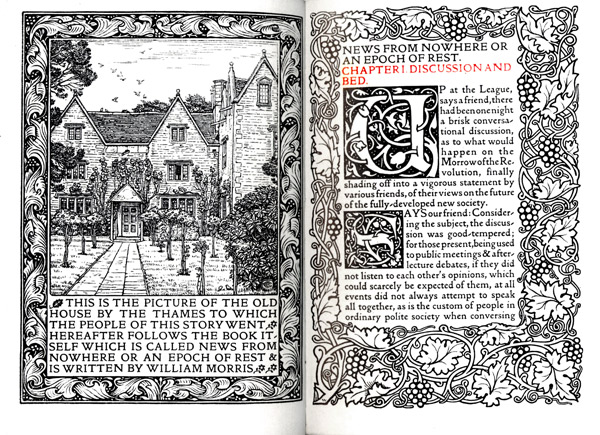 THIS IS THE PICTURE OF THE OLD
HOUSE BY THE THAMES TO WHICH
THE PEOPLE OF THIS STORY WENT
HEREAFTER FOLLOWS THE BOOK IT-
SELF WHICH IS CALLED NEWS FROM
NOWHERE OR AN EPOCH OF REST &
IS WRITTEN BY WILLIAM MORRIS
NEWS FROM NOWHERE OR
AN EPOCH OF REST.
CHAPTER I. DISCUSSION AND
BED.
UP at the League,
says a friend, there
had been one night
a brisk conversa-
tional discussion,
as to what would
happen on the
Morrow of the Re-
volution, finally
shading off into a vigorous statement by
various friends, of their views on the future
of the fully-developed new society.
SAYS our friend: Consider-
ing the subject, the discus-
sion was good-tempered;
for those present, being used
to public meetings & after-
lecture debates, if they did
not listen to each other's opinions, which
could scarcely be expected of them, at all
events did not always attempt to speak
all together, as is the custom of people in
ordinary polite society when conversing